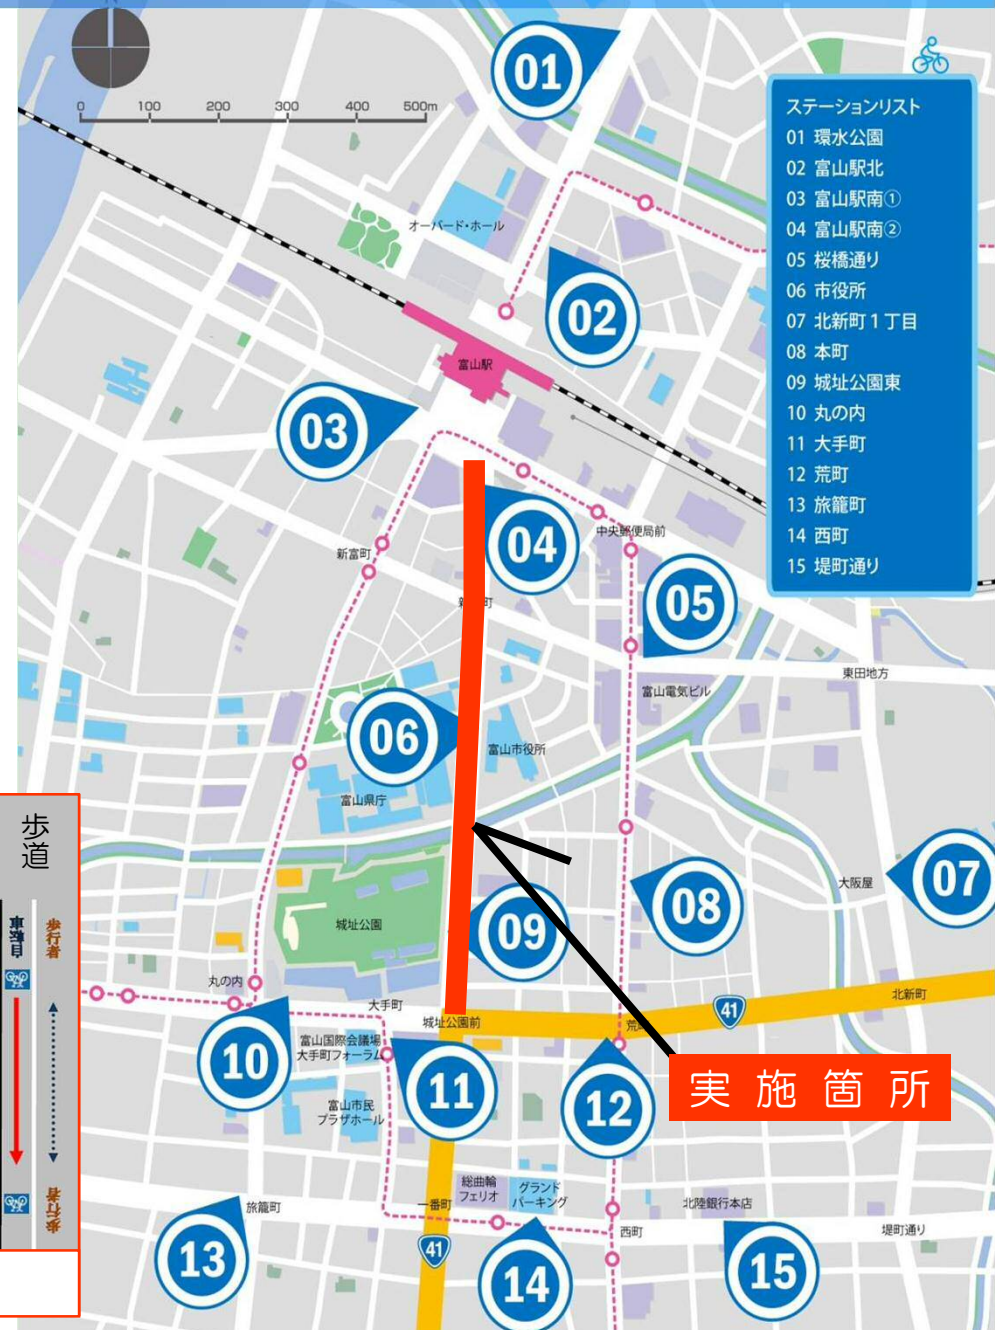 0 100 200 300 400 500m
01
ステーションリスト
01 環水公園
02 富山駅北
03 富山駅南①
04 富山駅南②
05 桜橋通り
06 市役所
07 北新町1丁目
08 本町
09 城址公園東
10 丸の内
11 大手町
12 荒町
13 旅籠町
14 西町
15 堤町通り
オーバード・ホール
02
富山駅
03
04
中央郵便局前
新富町
05
東田地方
富山電気ビル
06
富山市役所
富山県庁
歩道
大阪屋
07
08
城址公園
09
自転車
歩行者
丸の内
大手町
城址公園前
41
北新町
富山国際会議場
大手町フォーラム
10
11
12
実施箇所
富山市民
プラザホール
総曲輪
フェリオ
グランド
パーキング
歩行者
旅籠町
一番町
北陸銀行本店
西町
堤町通り
41
13
14
15